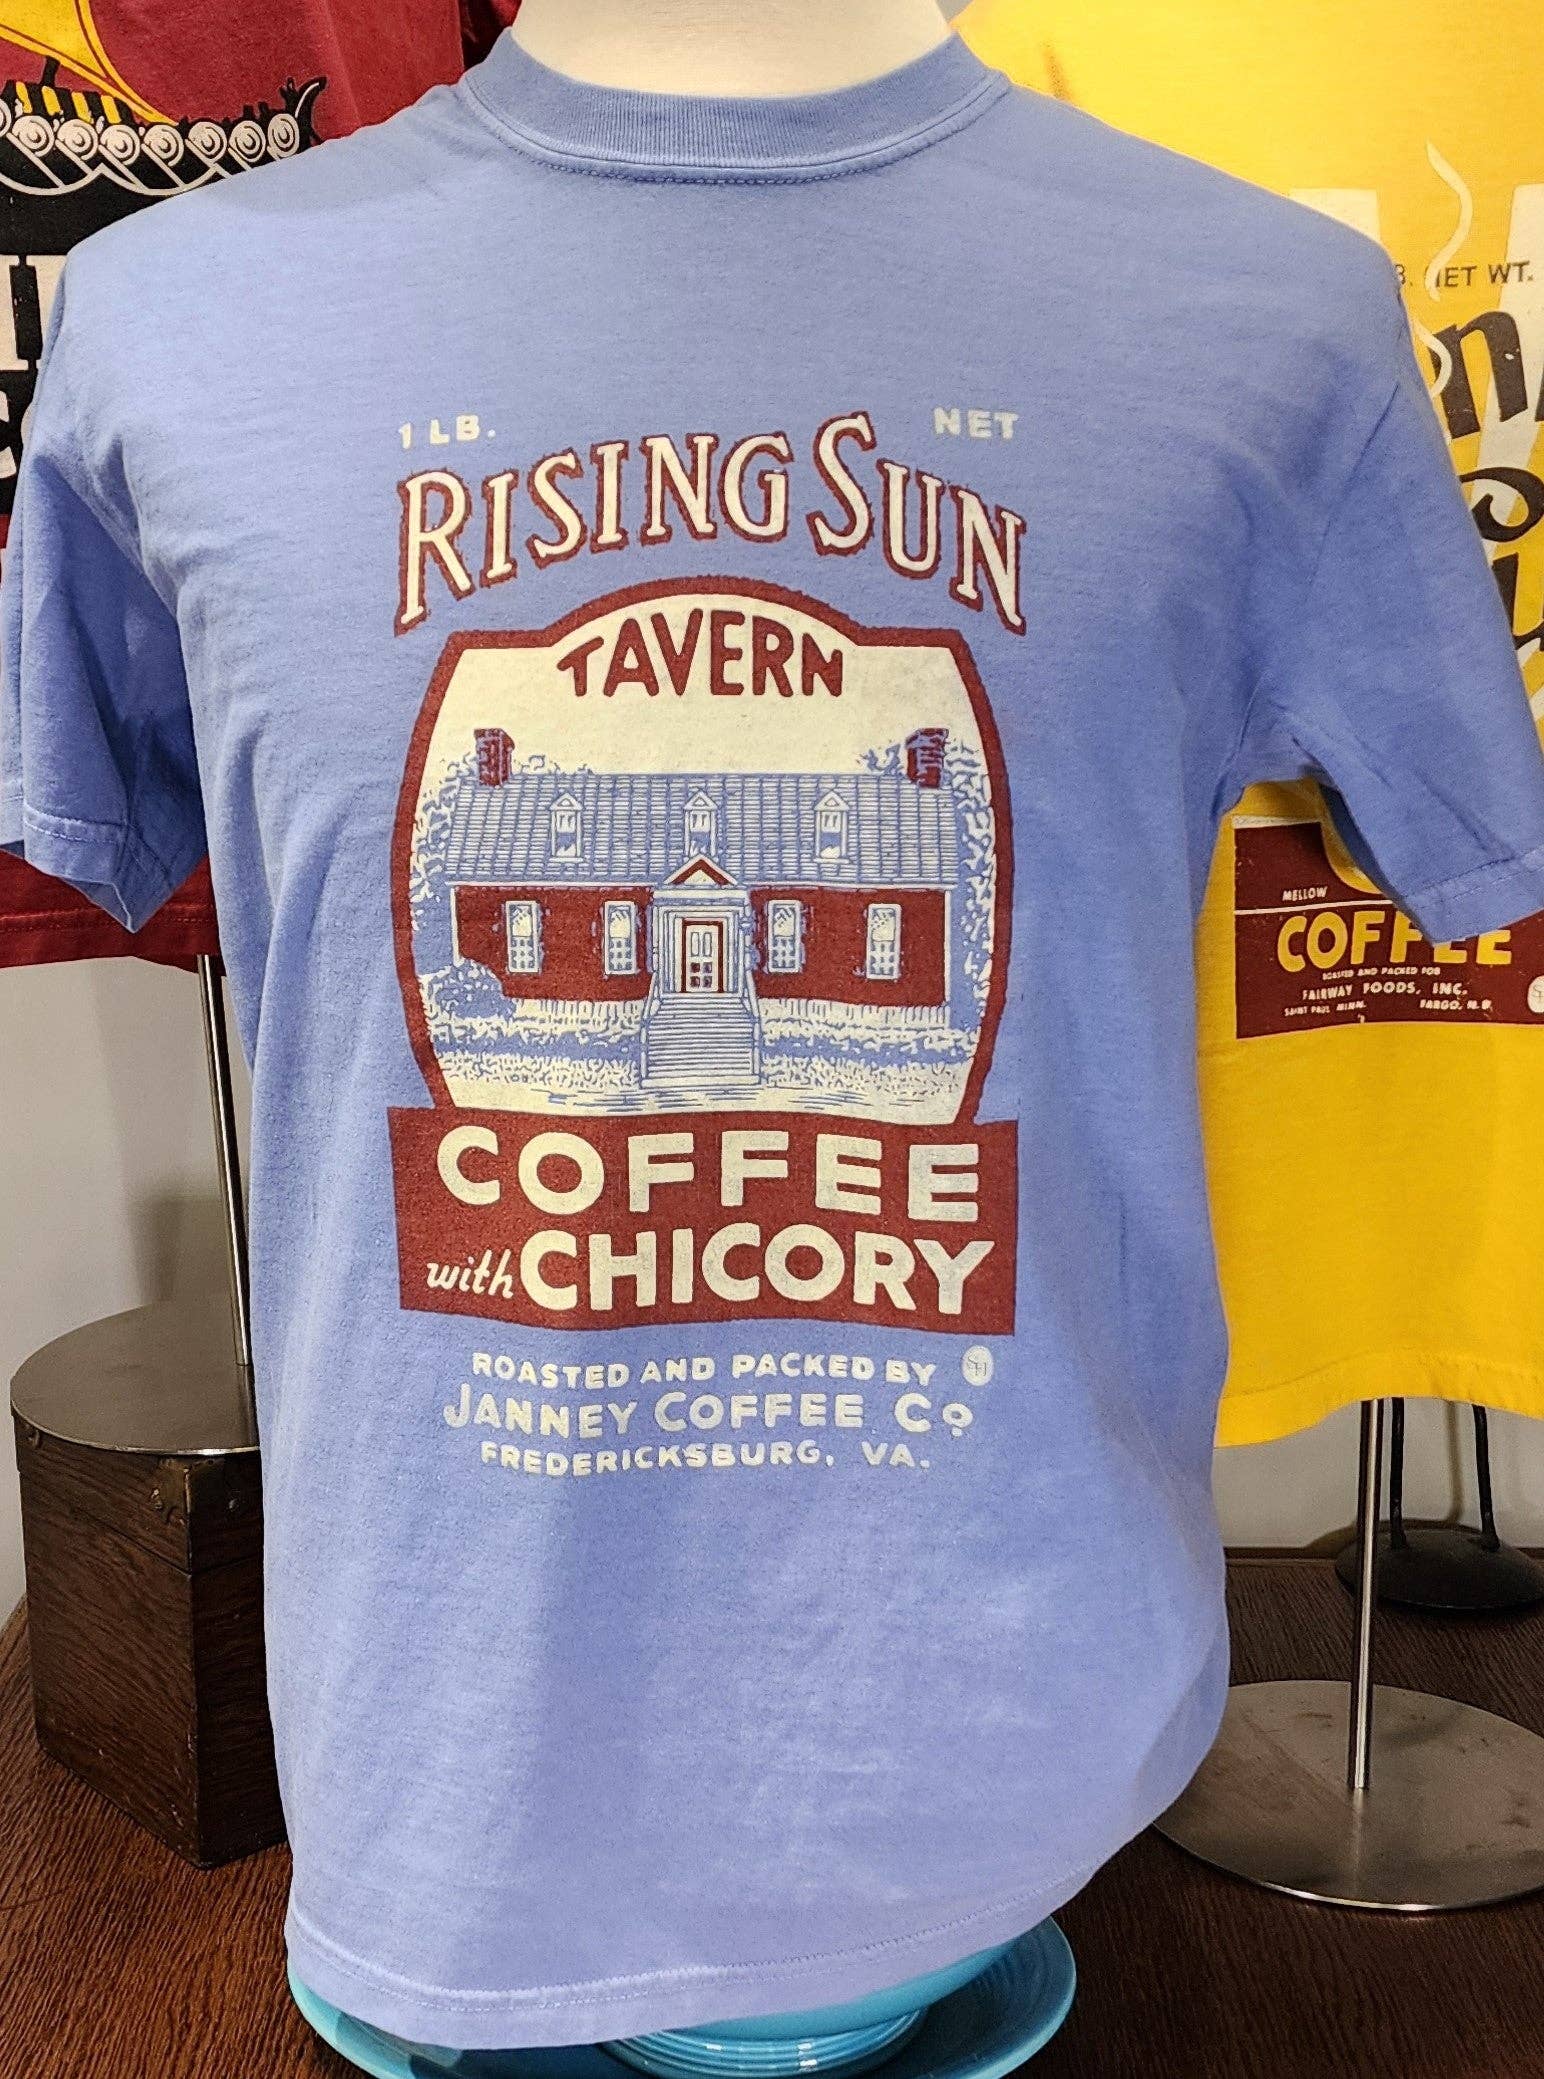 1 LB. NET
RISING SUN
TAVERN
COFFEE
with CHICORY
ROASTED AND PACKED BY
JANNEY COFFEE Co
FREDERICKSBURG, VA.
NET WT.
MELLOW
COFFEE
ROASTED AND PACKED FOR
FAIRWAY FOODS, INC.
SAINT PAUL MINN. FARGO, N.D.